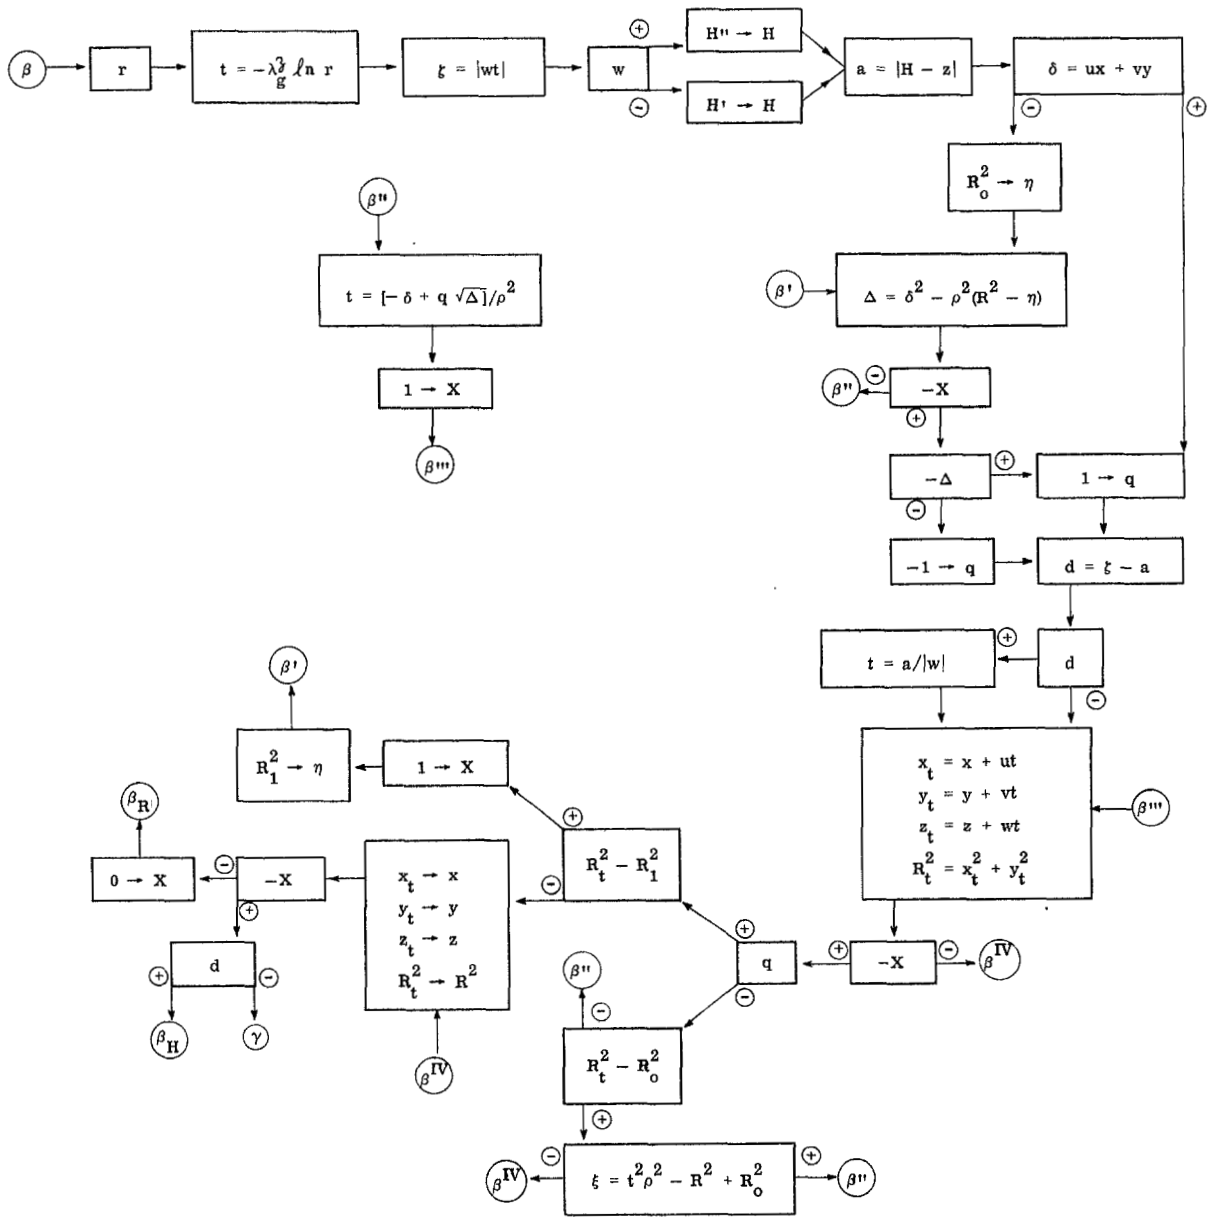 β
r
t = -λ_g^z ln r
ζ = |wt|
w
⊕
⊖
H" → H
H' → H
a = |H - z|
δ = ux + vy
⊖
⊕
R_o^2 → η
β"
t = [- δ + q √Δ]/ρ^2
1 → X
β"'
β'
Δ = δ^2 - ρ^2(R^2 - η)
β"
⊖
-X
⊕
-Δ
⊕
⊖
1 → q
-1 → q
d = ζ - a
t = a/|w|
⊕
d
⊖
x_t = x + ut
y_t = y + vt
z_t = z + wt
R_t^2 = x_t^2 + y_t^2
β"'
β'
R_1^2 → η
1 → X
⊕
R_t^2 - R_1^2
⊖
β_R
0 → X
⊖
-X
⊕
x_t → x
y_t → y
z_t → z
R_t^2 → R^2
β^IV
⊕
d
⊖
β_H
γ
⊕
q
⊖
⊕
-X
⊖
β^IV
β"
⊖
R_t^2 - R_o^2
⊕
β^IV
⊖
ξ = t^2ρ^2 - R^2 + R_o^2
⊕
β"